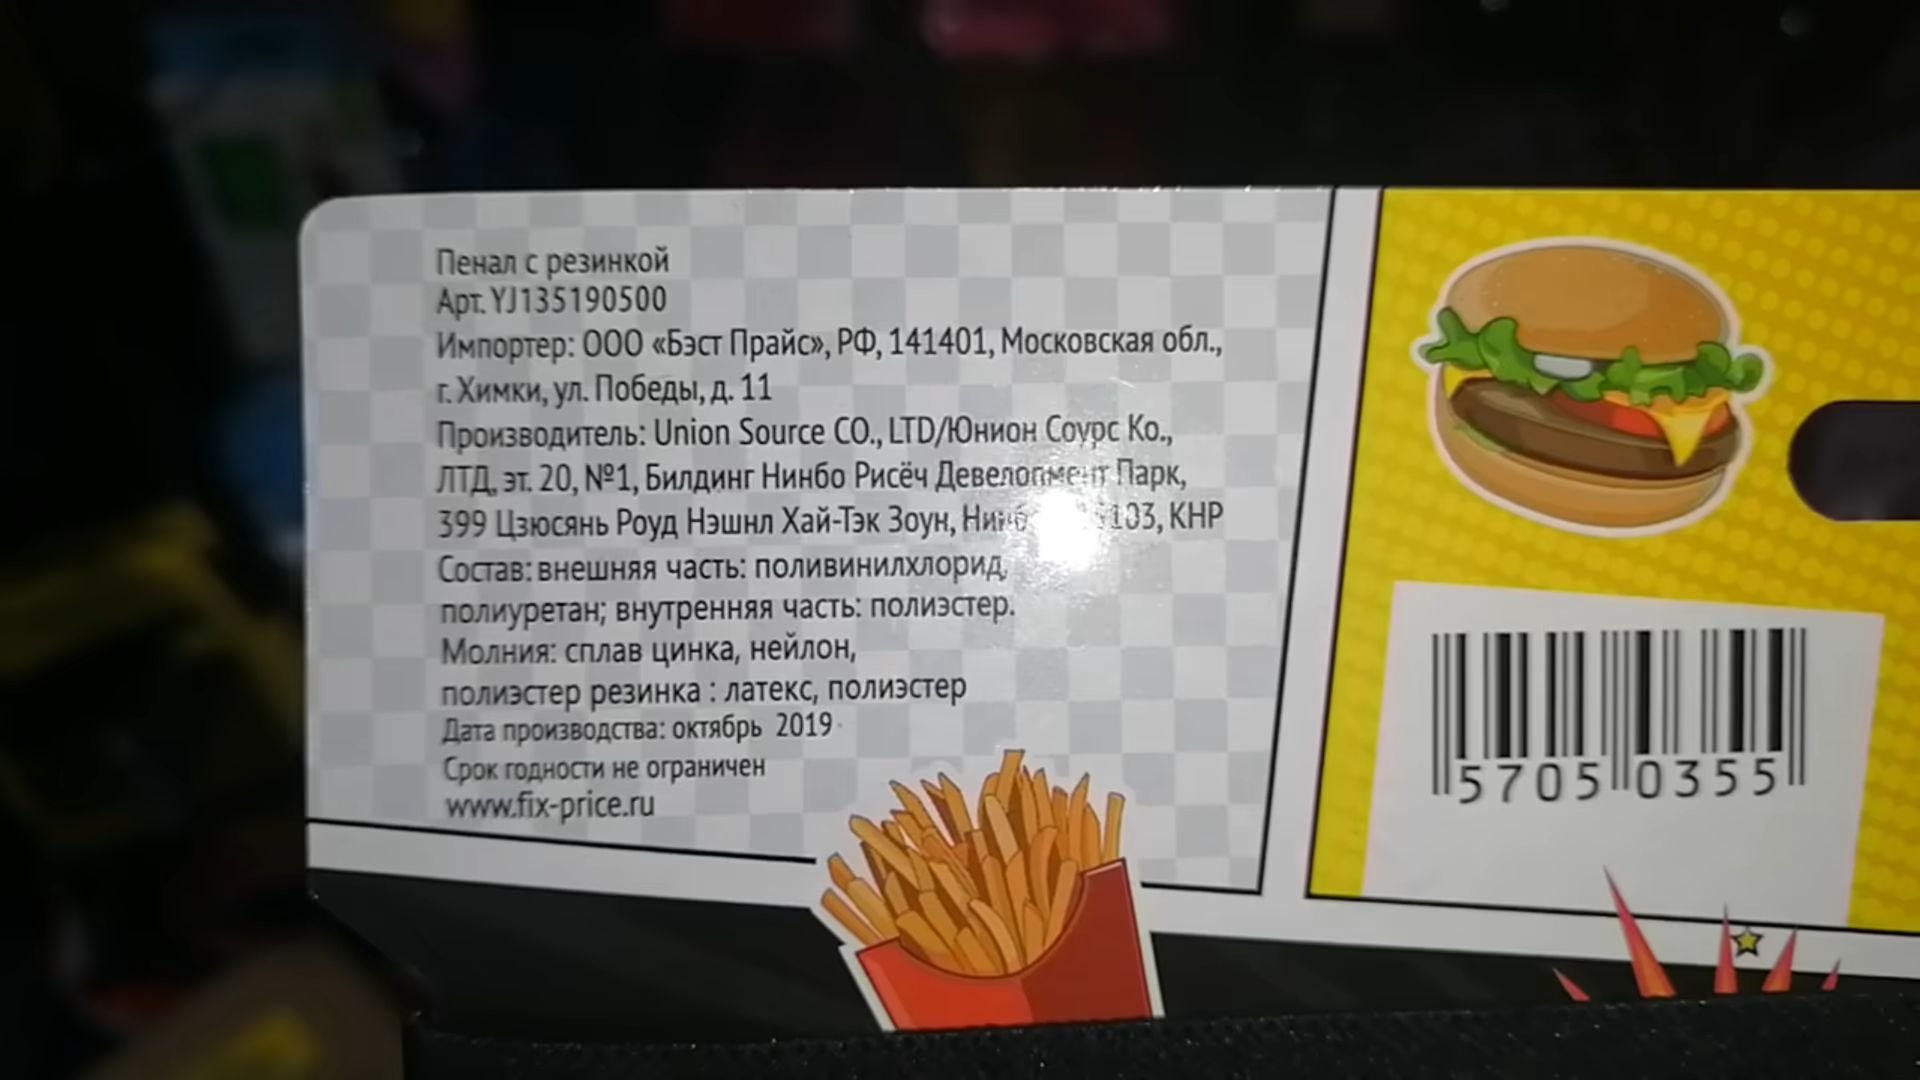 Пенал с резинкой
Арт. YJ135190500
Импортер: ООО «Бэст Прайс», РФ, 141401, Московская обл.,
г. Химки, ул. Победы, д. 11
Производитель: Union Source CO., LTD/Юнион Соурс Ко.,
ЛТД, эт. 20, №1, Билдинг Нинбо Рисёч Девелопмент Парк,
399 Цзюсянь Роуд Нэшнл Хай-Тэк Зоун, КНР
Состав: внешняя часть: поливинилхлорид,
полиуретан; внутренняя часть: полиэстер.
Молния: сплав цинка, нейлон,
полиэстер резинка : латекс, полиэстер
Дата производства: октябрь 2019
Срок годности не ограничен
www.fix-price.ru
5705 0355